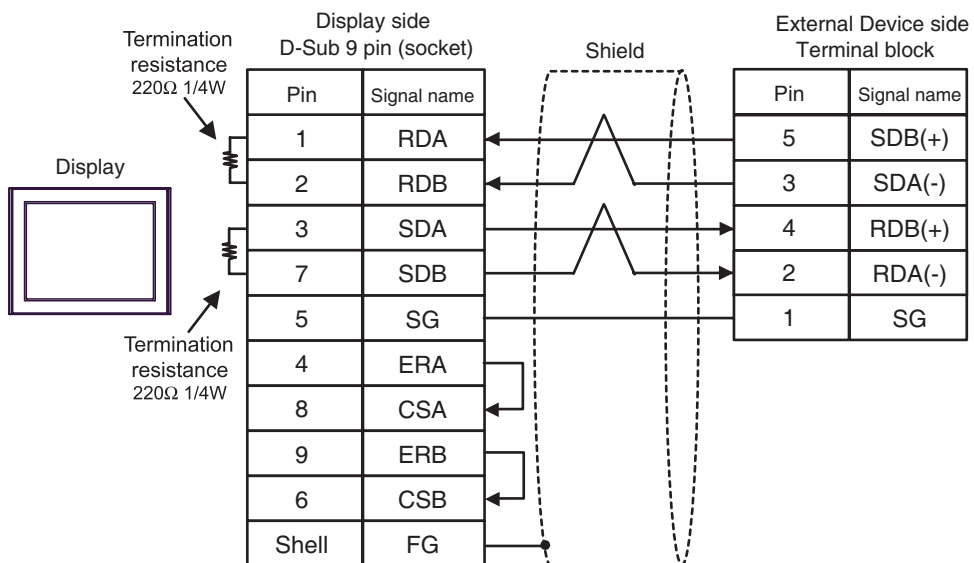 Display side
D-Sub 9 pin (socket)
External Device side
Terminal block
Termination
resistance
220Ω 1/4W
Shield
Display
Pin Signal name
1 RDA
2 RDB
3 SDA
7 SDB
5 SG
4 ERA
8 CSA
9 ERB
6 CSB
Shell FG
Pin Signal name
5 SDB(+)
3 SDA(-)
4 RDB(+)
2 RDA(-)
1 SG
Termination
resistance
220Ω 1/4W